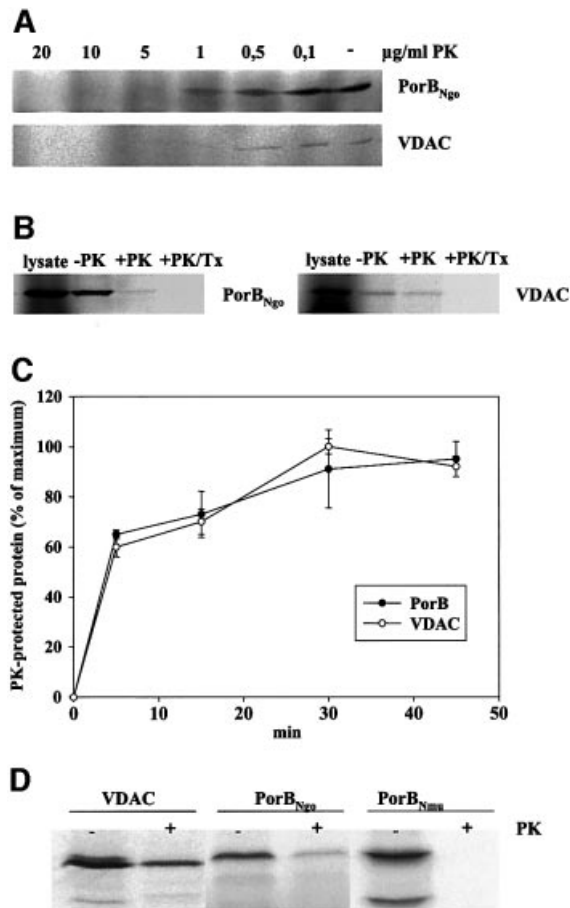 A
20 10 5 1 0,5 0,1 - µg/ml PK
PorBNgo
VDAC
B
lysate -PK +PK +PK/Tx
PorBNgo
lysate -PK +PK +PK/Tx
VDAC
C
PK-protected protein (% of maximum)
120
100
80
60
40
20
0
0 10 20 30 40 50
min
PorB
VDAC
D
VDAC PorBNgo PorBNmu
- + - + - + PK